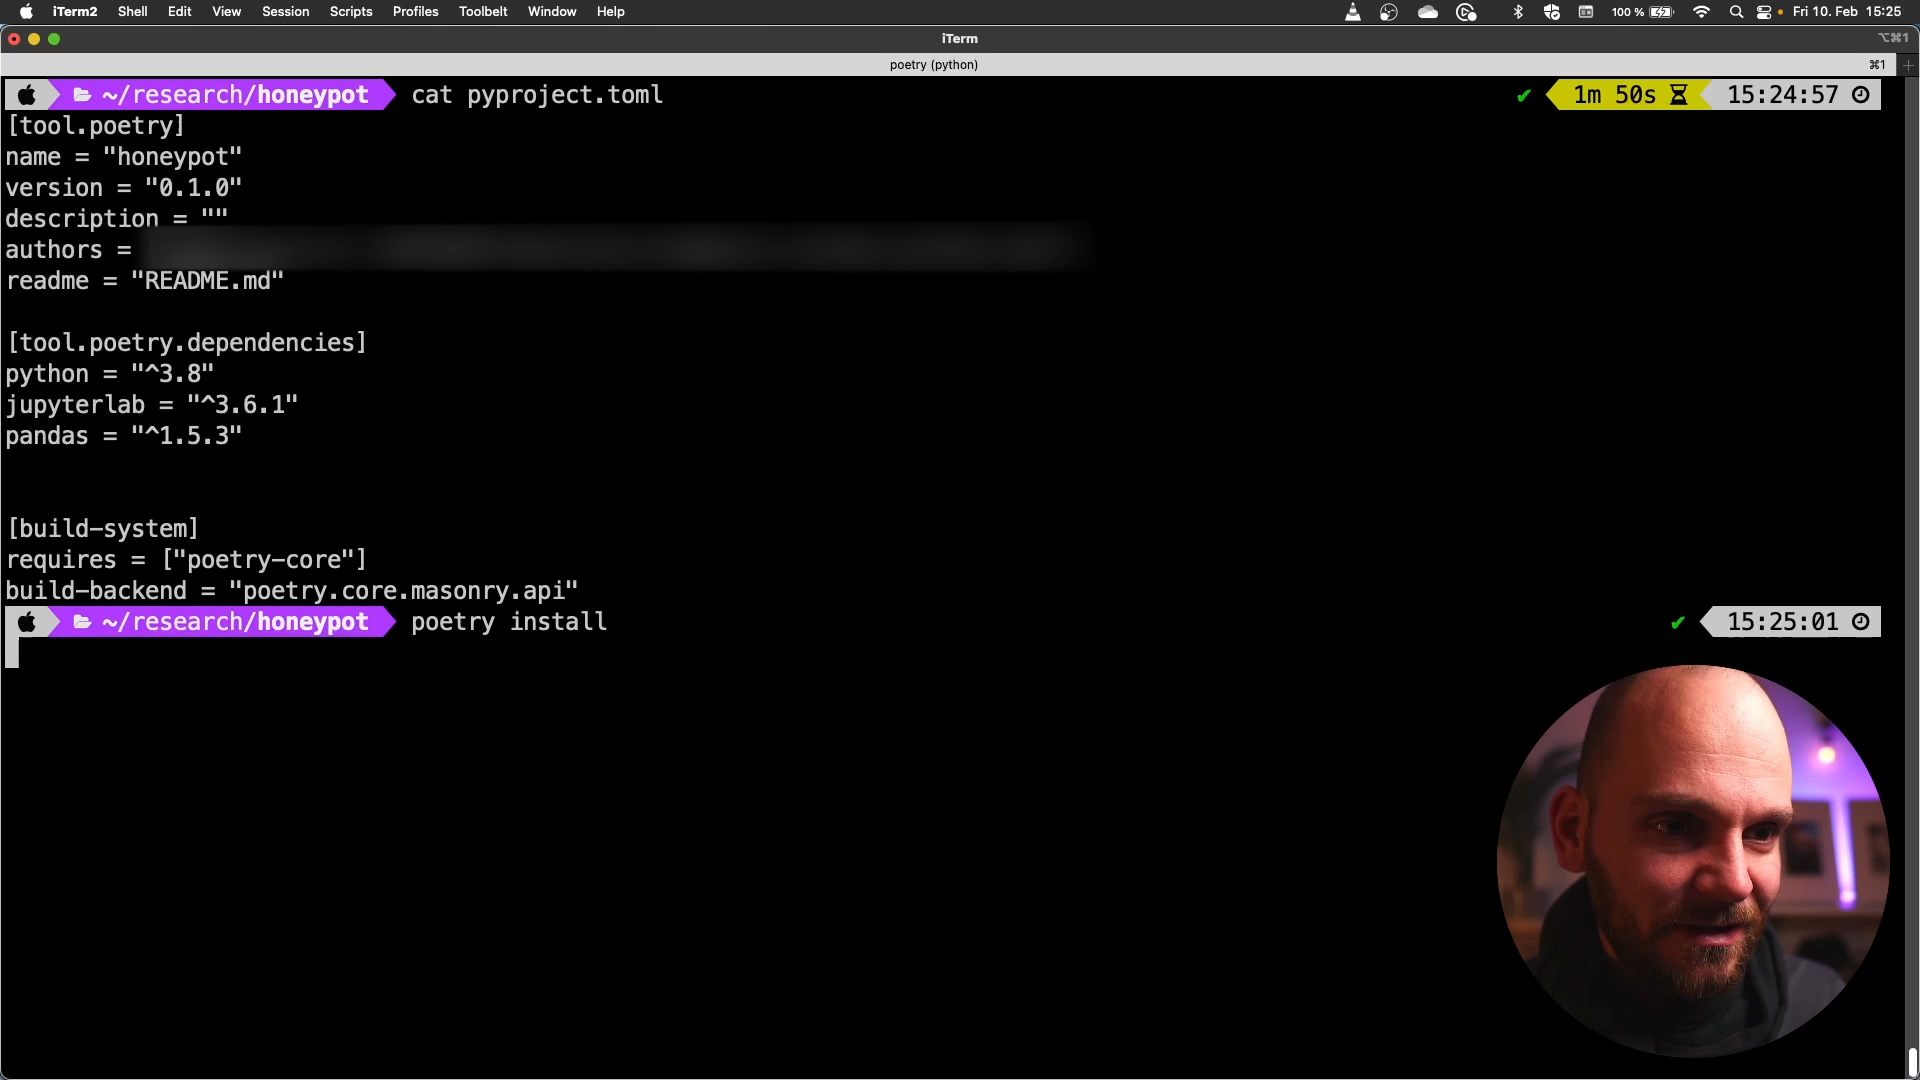 iTerm2 Shell Edit View Session Scripts Profiles Toolbelt Window Help 100 % Fri 10. Feb 15:25
iTerm ⌥⌘1
poetry (python) ⌘1
~/research/honeypot cat pyproject.toml ✔ 1m 50s 15:24:57
[tool.poetry]
name = "honeypot"
version = "0.1.0"
description = ""
authors =
readme = "README.md"
[tool.poetry.dependencies]
python = "^3.8"
jupyterlab = "^3.6.1"
pandas = "^1.5.3"
[build-system]
requires = ["poetry-core"]
build-backend = "poetry.core.masonry.api"
~/research/honeypot poetry install ✔ 15:25:01